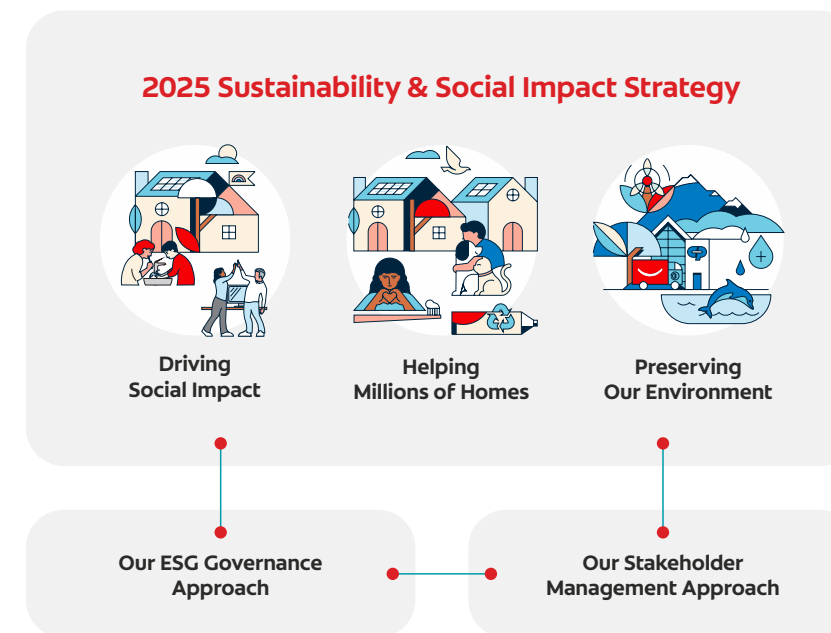 2025 Sustainability & Social Impact Strategy
Driving
Social Impact
Helping
Millions of Homes
Preserving
Our Environment
Our ESG Governance
Approach
Our Stakeholder
Management Approach